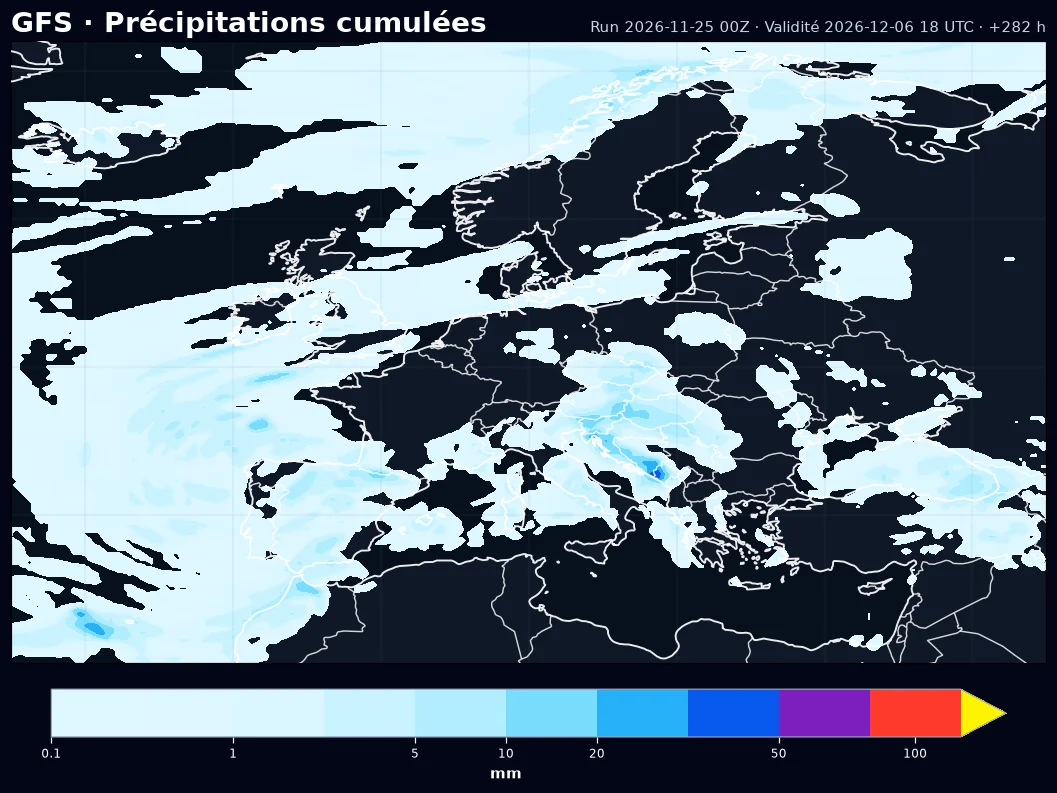 GFS · Précipitations cumulées
Run 2026-11-25 00Z · Validité 2026-12-06 18 UTC · +282 h
0.1 1 5 10 20 50 100
mm